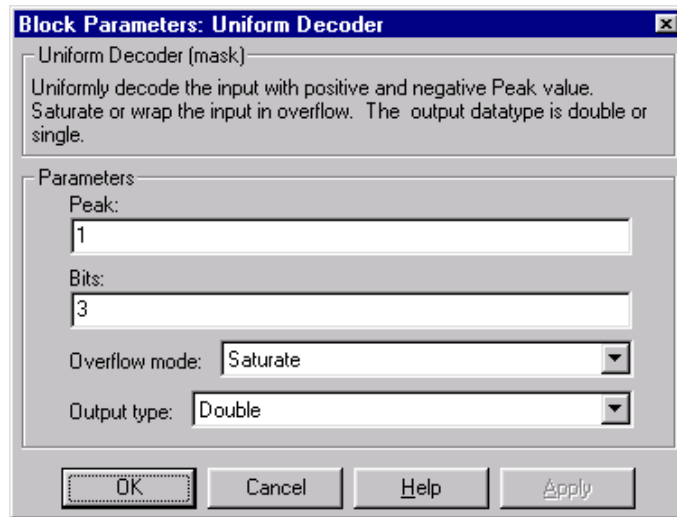 Block Parameters: Uniform Decoder
Uniform Decoder (mask)
Uniformly decode the input with positive and negative Peak value.
Saturate or wrap the input in overflow.  The  output datatype is double or
single.
Parameters
Peak:
1
Bits:
3
Overflow mode: Saturate
Output type: Double
OK Cancel Help Apply